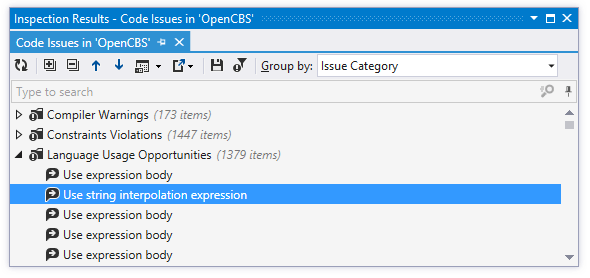 Inspection Results - Code Issues in 'OpenCBS'
Code Issues in 'OpenCBS'
Group by: Issue Category
Type to search
Compiler Warnings (173 items)
Constraints Violations (1447 items)
Language Usage Opportunities (1379 items)
Use expression body
Use string interpolation expression
Use expression body
Use expression body
Use expression body